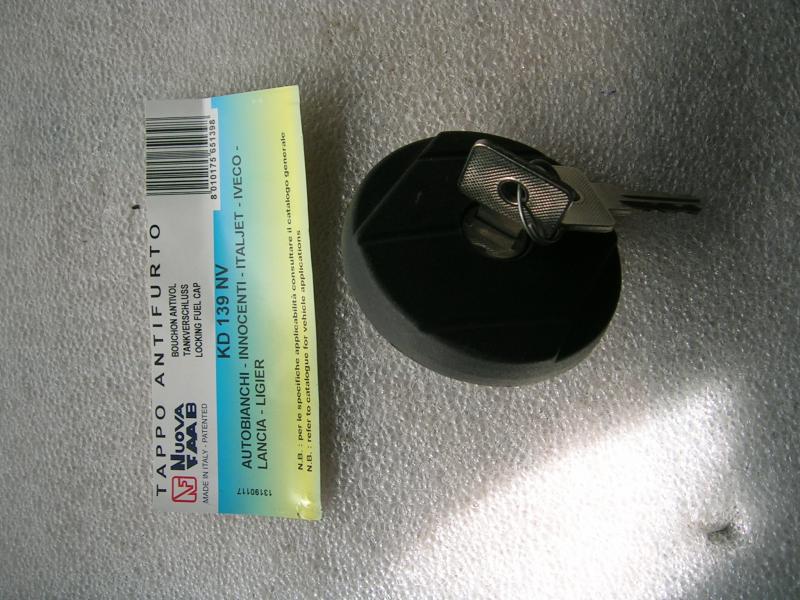 TAPPO ANTIFURTO
NF NUOVA FAAB
BOUCHON ANTIVOL
TANKVERSCHLUSS
LOCKING FUEL CAP
MADE IN ITALY - PATENTED
8 010175 651398
KD 139 NV
AUTOBIANCHI - INNOCENTI - ITALJET - IVECO -
LANCIA - LIGIER
N.B. : per le specifiche applicabilità consultare il catalogo generale
N.B. : refer to catalogue for vehicle applications
13190117